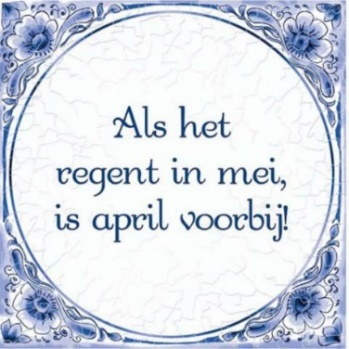 Als het
regent in mei,
is april voorbij!